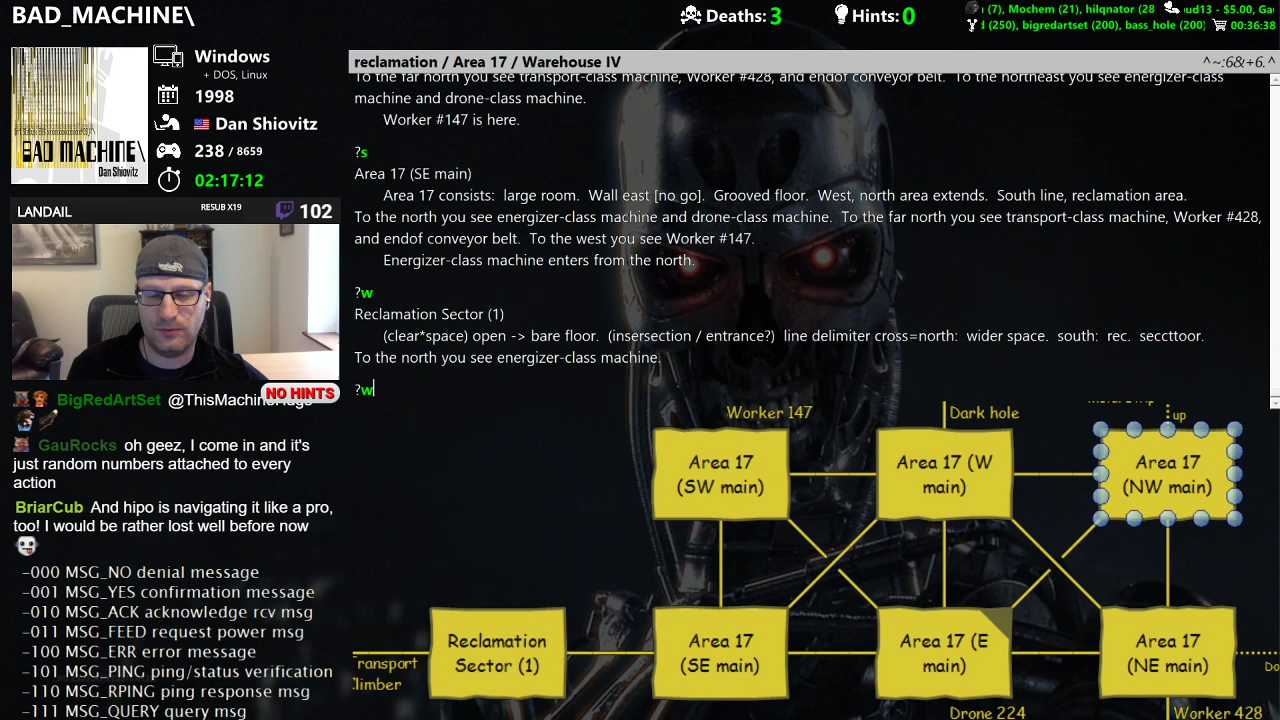 BAD_MACHINE\
Deaths: 3
Hints: 0
(7), Mochem (21), hilqnator (28
ud13 - $5.00, Ga
d (250), bigredartset (200), bass_hole (200)
00:36:38
Windows
+ DOS, Linux
1998
Dan Shiovitz
238 / 8659
02:17:12
BAD MACHINE\
Dan Shiovitz
LANDAIL
RESUB X19
102
NO HINTS
BigRedArtSet @ThisMachine
GauRocks oh geez, I come in and it's
just random numbers attached to every
action
BriarCub And hipo is navigating it like a pro,
too! I would be rather lost well before now
-000 MSG_NO denial message
-001 MSG_YES confirmation message
-010 MSG_ACK acknowledge rcv msg
-011 MSG_FEED request power msg
-100 MSG_ERR error message
-101 MSG_PING ping/status verification
-110 MSG_RPING ping response msg
-111 MSG_QUERY query msg
reclamation / Area 17 / Warehouse IV
^~:6&+6.^
To the far north you see transport-class machine, Worker #428, and endof conveyor belt. To the northeast you see energizer-class
machine and drone-class machine.
Worker #147 is here.
?s
Area 17 (SE main)
Area 17 consists: large room. Wall east [no go]. Grooved floor. West, north area extends. South line, reclamation area.
To the north you see energizer-class machine and drone-class machine. To the far north you see transport-class machine, Worker #428,
and endof conveyor belt. To the west you see Worker #147.
Energizer-class machine enters from the north.
?w
Reclamation Sector (1)
(clear*space) open -> bare floor. (insersection / entrance?) line delimiter cross=north: wider space. south: rec. seccttoor.
To the north you see energizer-class machine.
?w
Worker 147
Dark hole
up
Area 17
(SW main)
Area 17 (W
main)
Area 17
(NW main)
Reclamation
Sector (1)
Area 17
(SE main)
Area 17 (E
main)
Area 17
(NE main)
Transport
Climber
Do
Drone 224
Worker 428